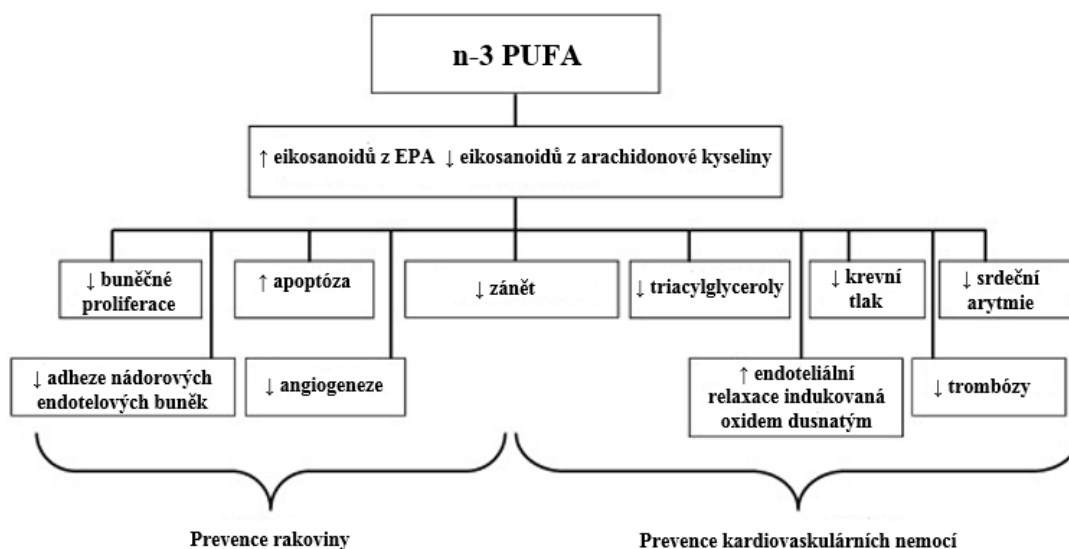 n-3 PUFA
↑ eikosanoidů z EPA ↓ eikosanoidů z arachidonové kyseliny
↓ buněčné
proliferace
↑ apoptóza
↓ zánět
↓ triacylglyceroly
↓ krevní
tlak
↓ srdeční
arytmie
↓ adheze nádorových
endotelových buněk
↓ angiogeneze
↑ endoteliální
relaxace indukovaná
oxidem dusnatým
↓ trombózy
Prevence rakoviny
Prevence kardiovaskulárních nemocí